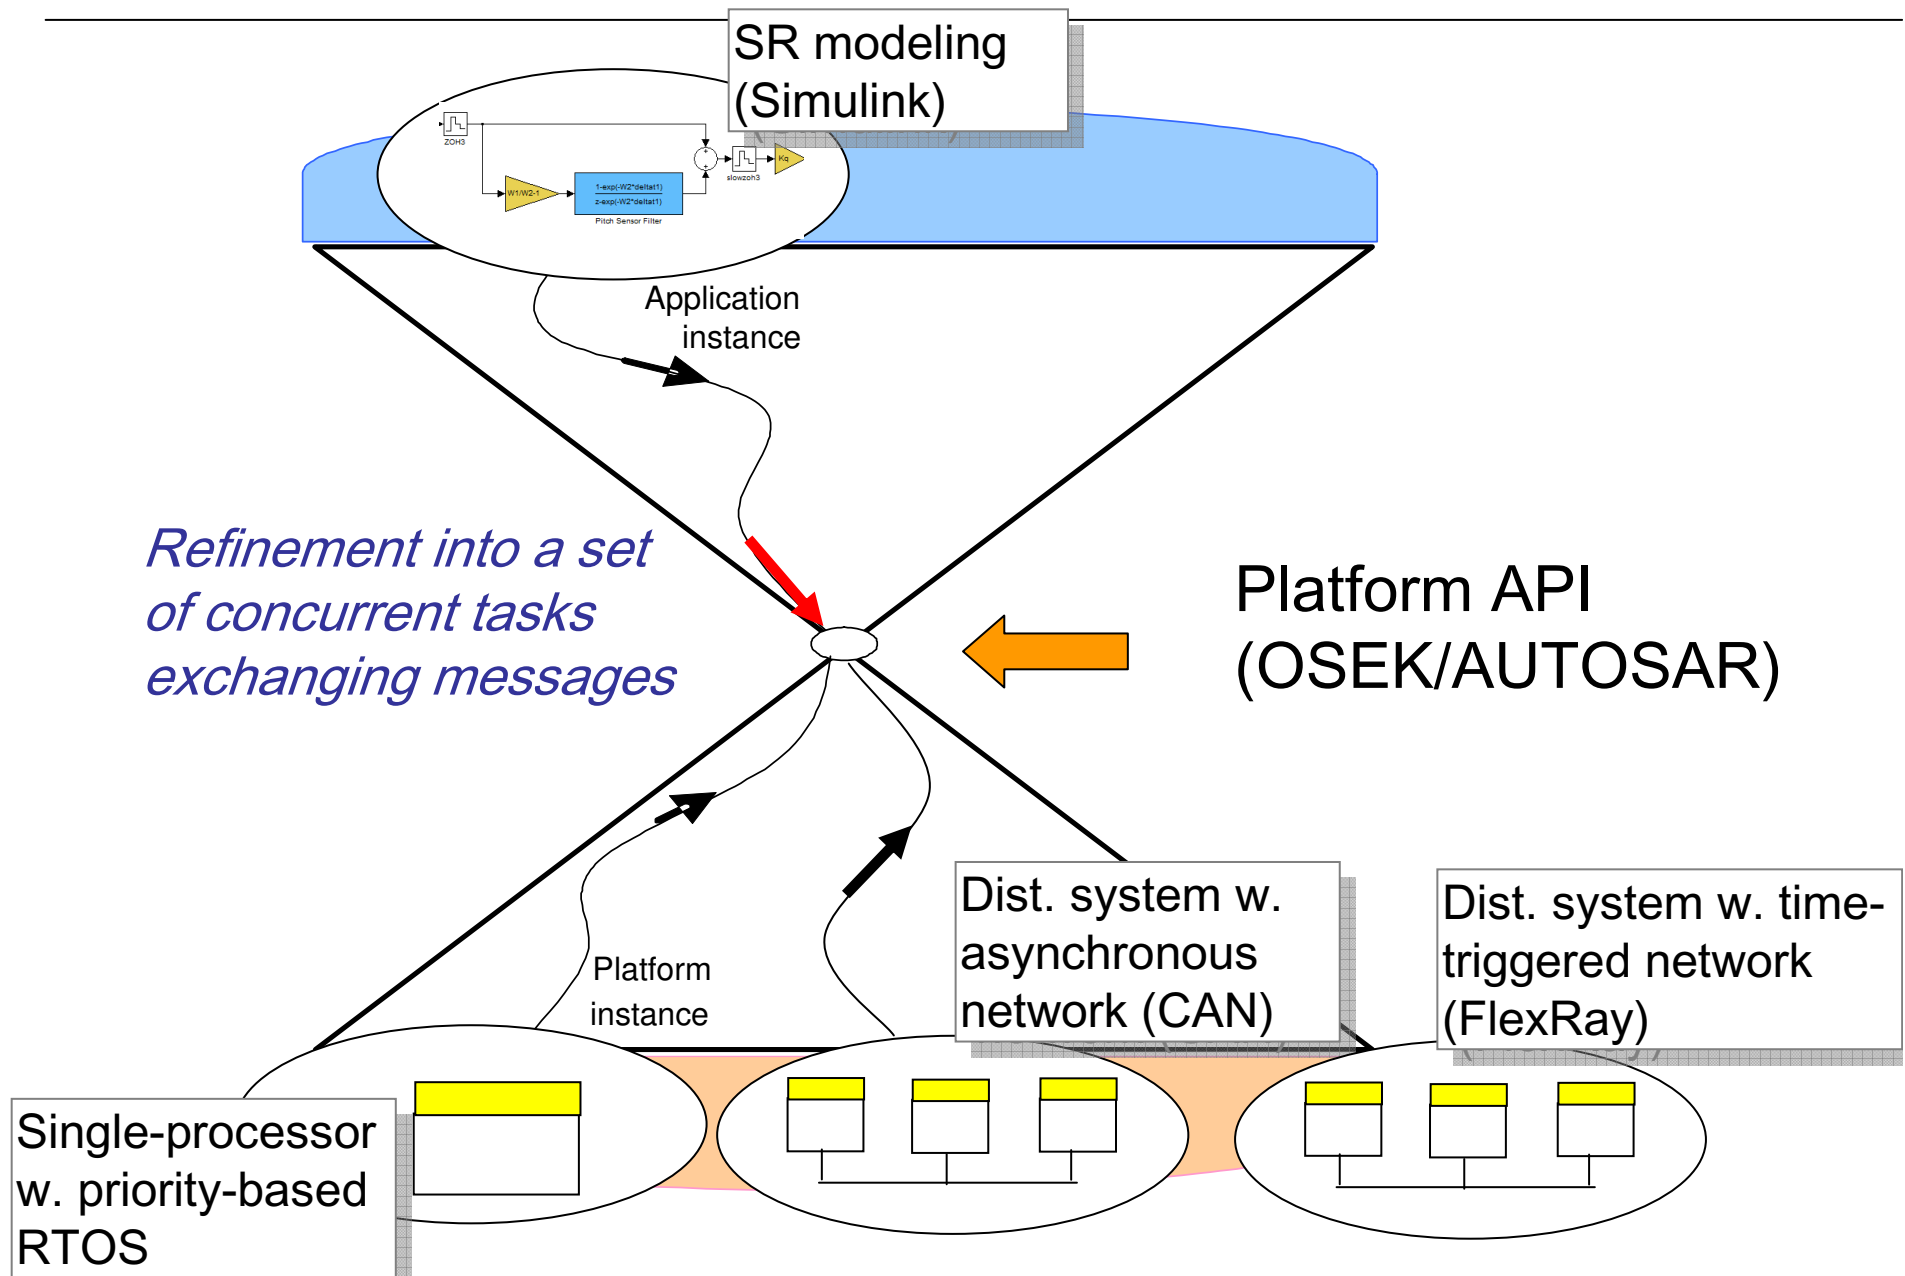 SR modeling
(Simulink)
ZOH3
W1/W2-1
1-exp(-W2*deltat1)
z-exp(-W2*deltat1)
Pitch Sensor Filter
+
+
slowzoh3
Kq
Application
instance
Refinement into a set
of concurrent tasks
exchanging messages
Platform API
(OSEK/AUTOSAR)
Platform
instance
Dist. system w.
asynchronous
network (CAN)
Dist. system w. time-
triggered network
(FlexRay)
Single-processor
w. priority-based
RTOS